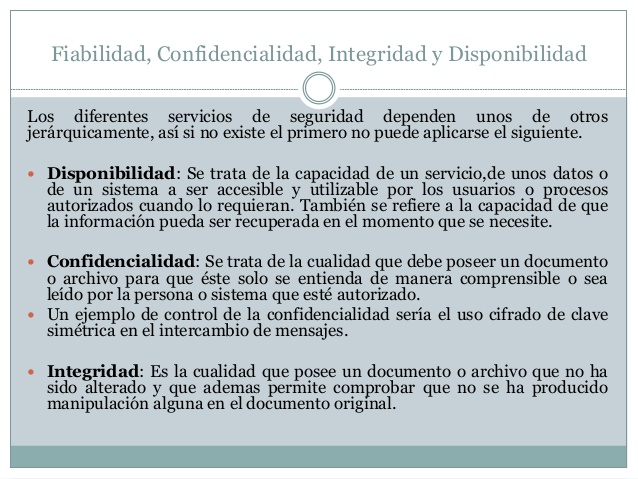 Fiabilidad, Confidencialidad, Integridad y Disponibilidad
Los diferentes servicios de seguridad dependen unos de otros
jerárquicamente, así si no existe el primero no puede aplicarse el siguiente.
• Disponibilidad: Se trata de la capacidad de un servicio,de unos datos o
de un sistema a ser accesible y utilizable por los usuarios o procesos
autorizados cuando lo requieran. También se refiere a la capacidad de que
la información pueda ser recuperada en el momento que se necesite.
• Confidencialidad: Se trata de la cualidad que debe poseer un documento
o archivo para que éste solo se entienda de manera comprensible o sea
leído por la persona o sistema que esté autorizado.
• Un ejemplo de control de la confidencialidad sería el uso cifrado de clave
simétrica en el intercambio de mensajes.
• Integridad: Es la cualidad que posee un documento o archivo que no ha
sido alterado y que ademas permite comprobar que no se ha producido
manipulación alguna en el documento original.